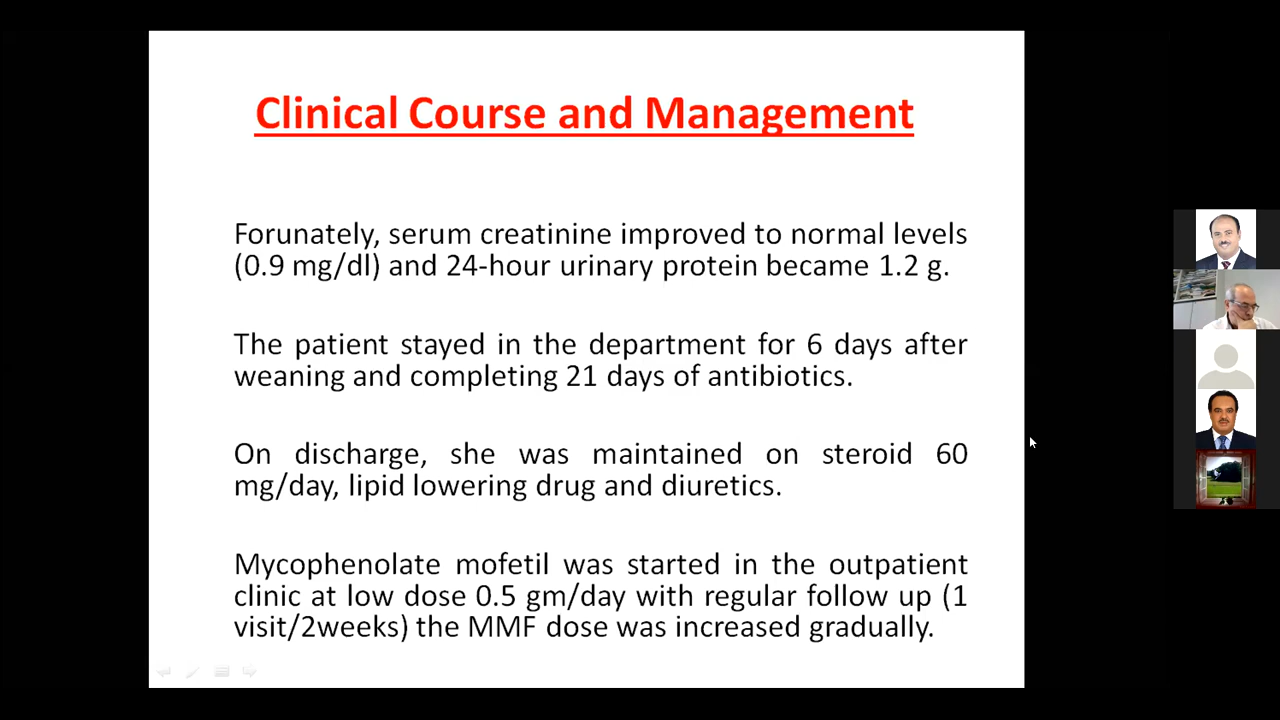 Clinical Course and Management
Forunately, serum creatinine improved to normal levels
(0.9 mg/dl) and 24-hour urinary protein became 1.2 g.
The patient stayed in the department for 6 days after
weaning and completing 21 days of antibiotics.
On discharge, she was maintained on steroid 60
mg/day, lipid lowering drug and diuretics.
Mycophenolate mofetil was started in the outpatient
clinic at low dose 0.5 gm/day with regular follow up (1
visit/2weeks) the MMF dose was increased gradually.